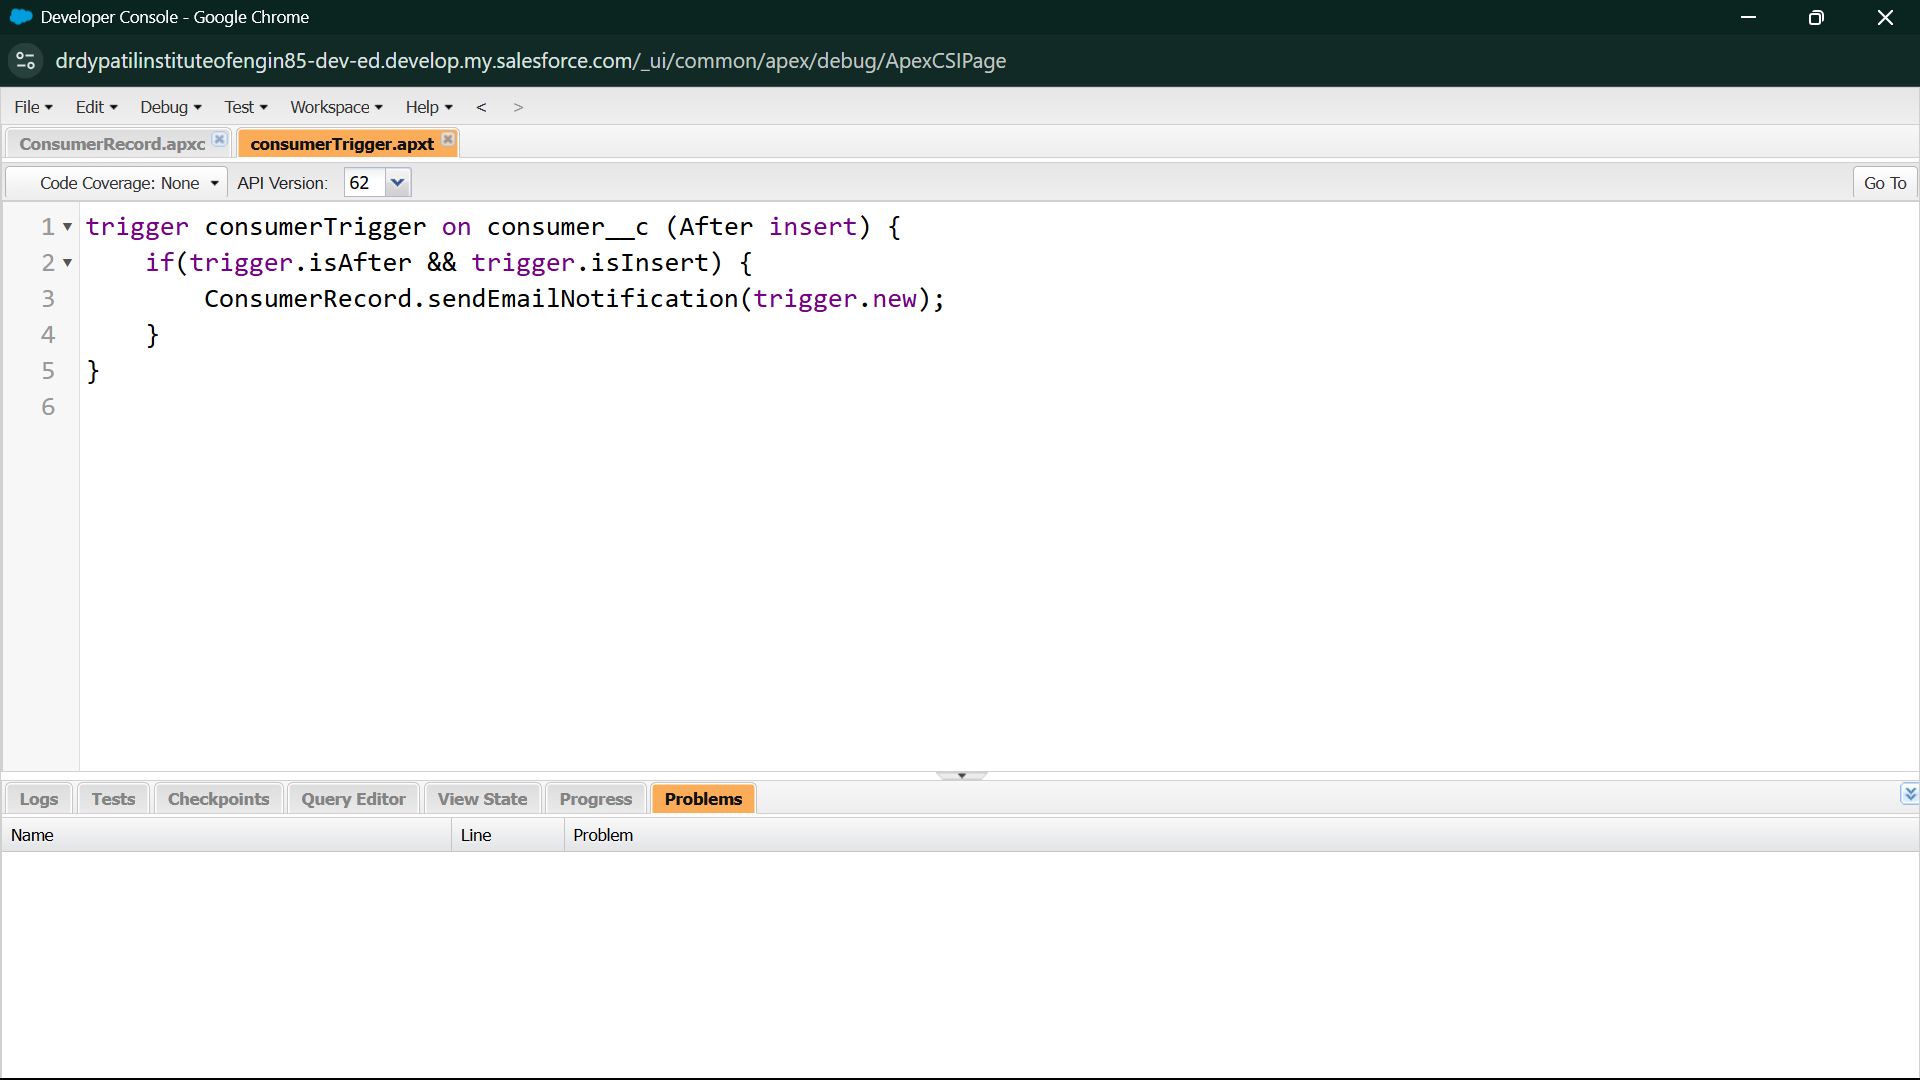 Developer Console - Google Chrome
drdypatilinstituteofengin85-dev-ed.develop.my.salesforce.com/_ui/common/apex/debug/ApexCSIPage
File Edit Debug Test Workspace Help < >
ConsumerRecord.apxc consumerTrigger.apxt
Code Coverage: None API Version: 62 Go To
1 trigger consumerTrigger on consumer__c (After insert) {
2 if(trigger.isAfter && trigger.isInsert) {
3 ConsumerRecord.sendEmailNotification(trigger.new);
4 }
5 }
6
Logs Tests Checkpoints Query Editor View State Progress Problems
Name Line Problem